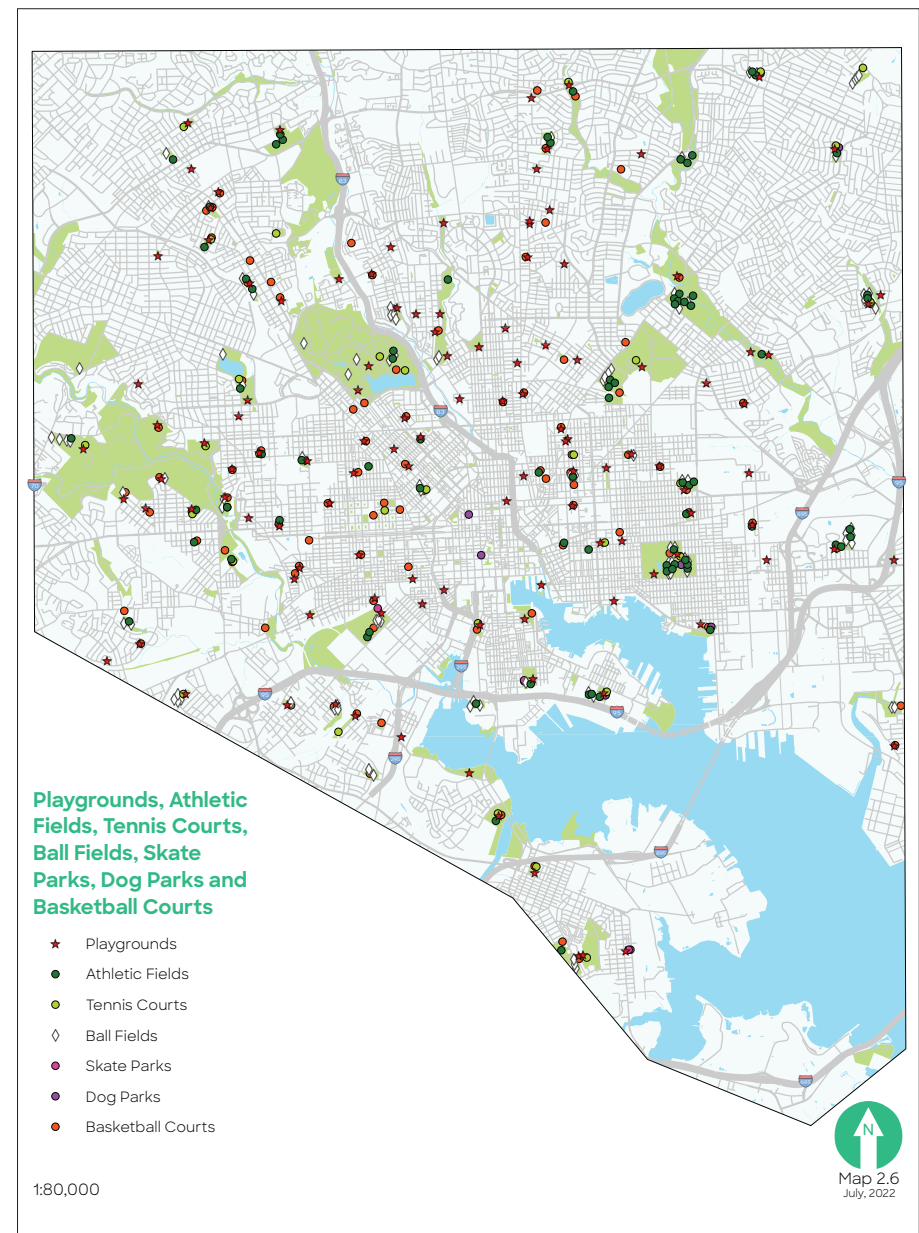 Playgrounds, Athletic
Fields, Tennis Courts,
Ball Fields, Skate
Parks, Dog Parks and
Basketball Courts
Playgrounds
Athletic Fields
Tennis Courts
Ball Fields
Skate Parks
Dog Parks
Basketball Courts
1:80,000
N
Map 2.6
July, 2022